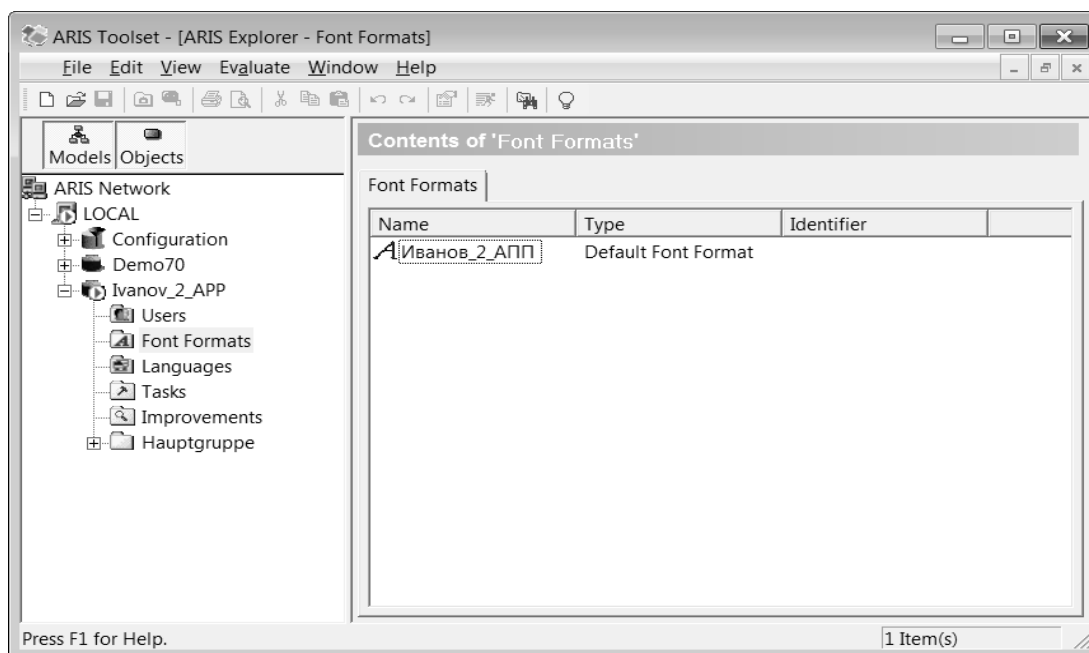 ARIS Toolset - [ARIS Explorer - Font Formats]
File Edit View Evaluate Window Help
Models Objects
Contents of 'Font Formats'
ARIS Network
LOCAL
Configuration
Demo70
Ivanov_2_APP
Users
Font Formats
Languages
Tasks
Improvements
Hauptgruppe
Font Formats
Name Type Identifier
Иванов_2_АПП Default Font Format
Press F1 for Help.
1 Item(s)